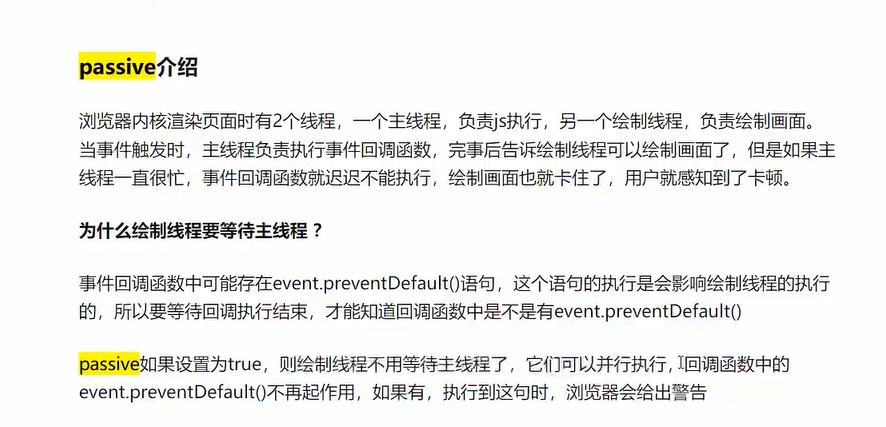 passive介绍
浏览器内核渲染页面时有2个线程，一个主线程，负责js执行，另一个绘制线程，负责绘制画面。
当事件触发时，主线程负责执行事件回调函数，完事后告诉绘制线程可以绘制画面了，但是如果主
线程一直很忙，事件回调函数就迟迟不能执行，绘制画面也就卡住了，用户就感知到了卡顿。
为什么绘制线程要等待主线程？
事件回调函数中可能存在event.preventDefault()语句，这个语句的执行是会影响绘制线程的执行
的，所以要等待回调执行结束，才能知道回调函数中是不是有event.preventDefault()
passive如果设置为true，则绘制线程不用等待主线程了，它们可以并行执行，回调函数中的
event.preventDefault()不再起作用，如果有，执行到这句时，浏览器会给出警告